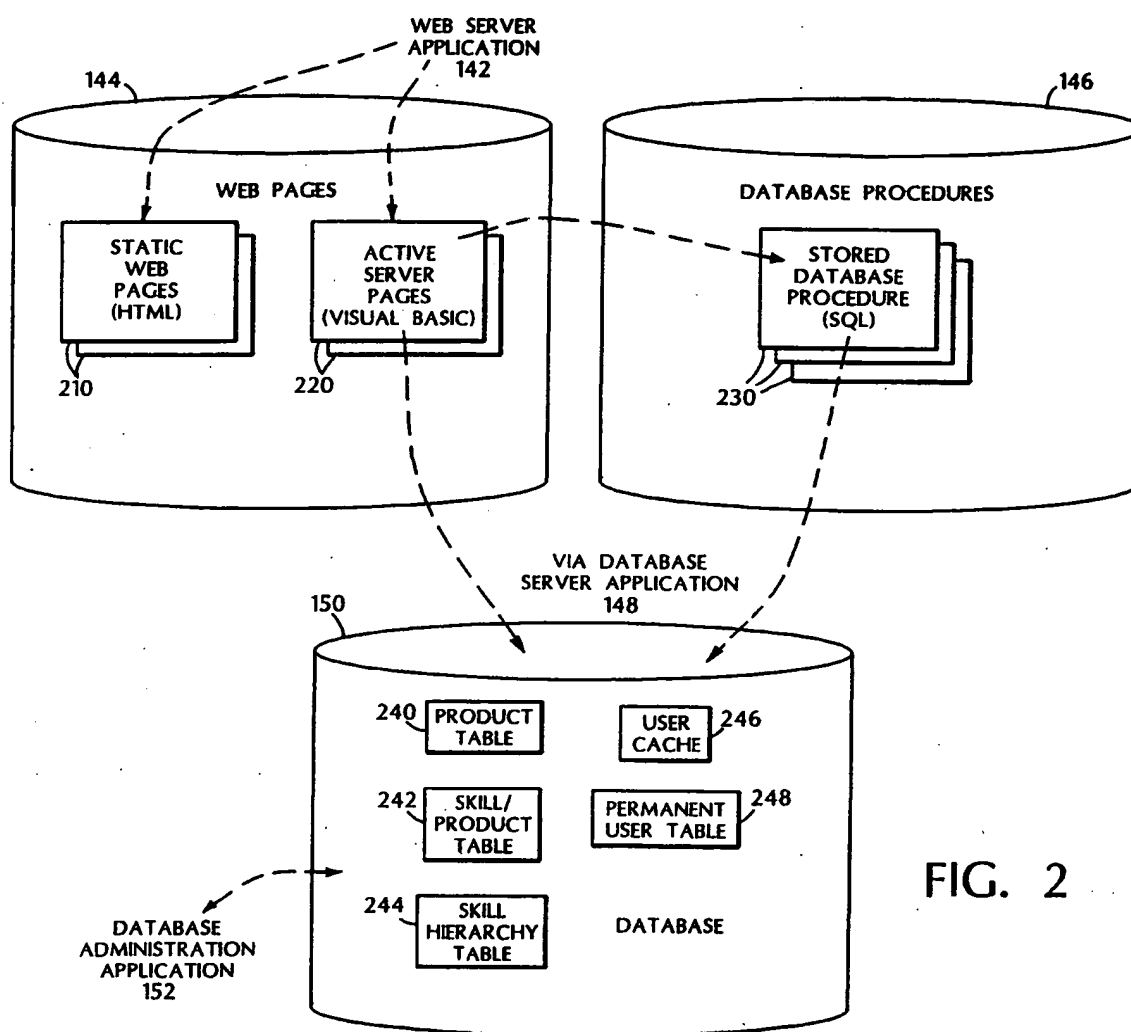 WEB SERVER
APPLICATION
142
144
146
WEB PAGES
DATABASE PROCEDURES
STATIC
WEB
PAGES
(HTML)
ACTIVE
SERVER
PAGES
(VISUAL BASIC)
STORED
DATABASE
PROCEDURE
(SQL)
210
220
230
VIA DATABASE
SERVER APPLICATION
148
150
240
PRODUCT
TABLE
USER
CACHE
246
242
SKILL/
PRODUCT
TABLE
PERMANENT
USER TABLE
248
244
SKILL
HIERARCHY
TABLE
DATABASE
DATABASE
ADMINISTRATION
APPLICATION
152
FIG. 2